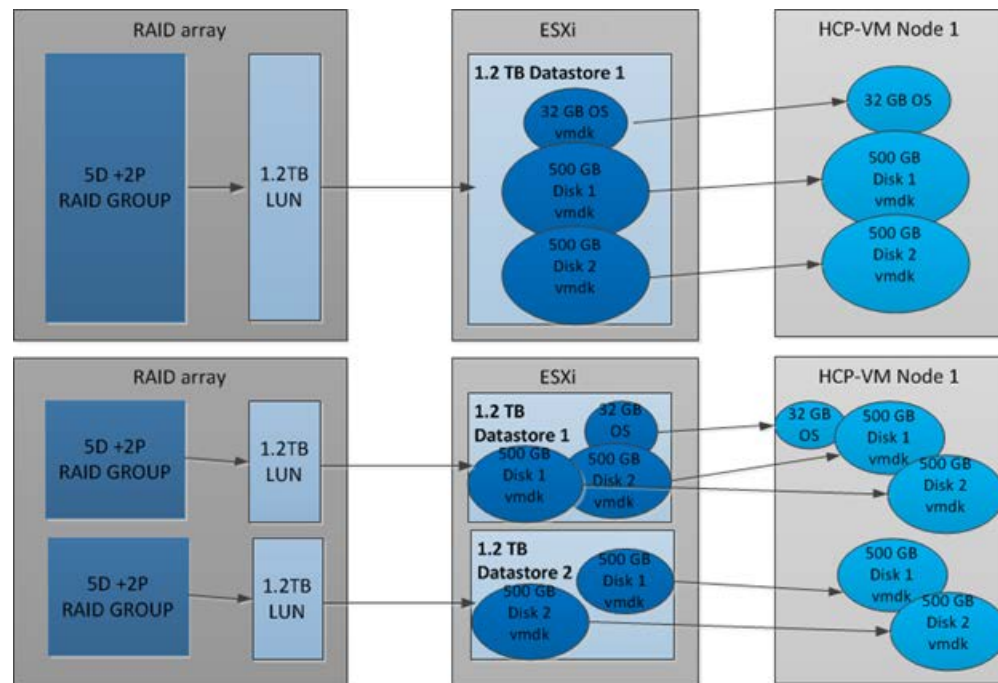 RAID array
5D +2P
RAID GROUP
1.2TB
LUN
ESXi
1.2 TB Datastore 1
32 GB OS
vmdk
500 GB
Disk 1
vmdk
500 GB
Disk 2
vmdk
HCP-VM Node 1
32 GB OS
500 GB
Disk 1
vmdk
500 GB
Disk 2
vmdk
RAID array
5D +2P
RAID GROUP
1.2TB
LUN
5D +2P
RAID GROUP
1.2TB
LUN
ESXi
1.2 TB
Datastore 1
32 GB
OS
500 GB
Disk 1
vmdk
500 GB
Disk 2
vmdk
1.2 TB
Datastore 2
500 GB
Disk 1
vmdk
500 GB
Disk 2
vmdk
HCP-VM Node 1
32 GB
OS
500 GB
Disk 1
vmdk
500 GB
Disk 2
vmdk
500 GB
Disk 1
vmdk
500 GB
Disk 2
vmdk